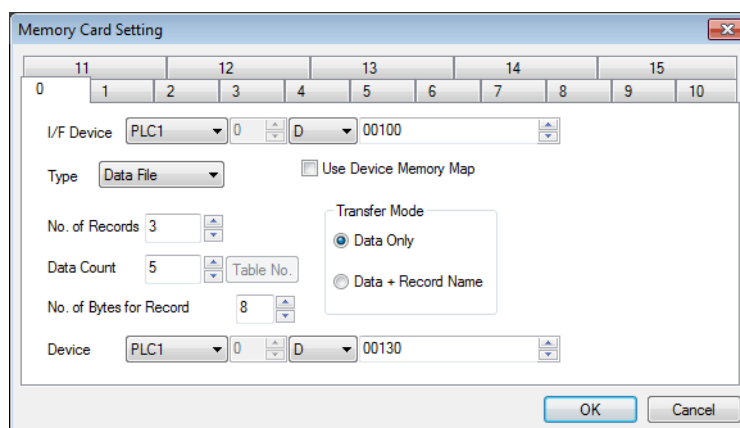 Memory Card Setting
11 12 13 14 15
0 1 2 3 4 5 6 7 8 9 10
I/F Device PLC1 0 D 00100
Type Data File Use Device Memory Map
Transfer Mode
No. of Records 3
Data Only
Data Count 5 Table No.
Data + Record Name
No. of Bytes for Record 8
Device PLC1 0 D 00130
OK Cancel